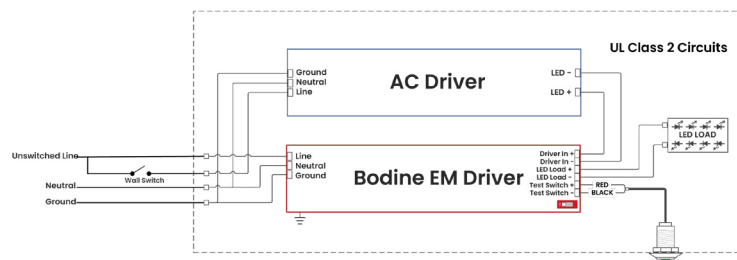 UL Class 2 Circuits
AC Driver
Ground
Neutral
Line
LED -
LED +
LED LOAD
Unswitched Line
Wall Switch
Neutral
Ground
Bodine EM Driver
Line
Neutral
Ground
Driver In +
Driver In -
LED Load +
LED Load -
Test Switch +
Test Switch -
RED
BLACK